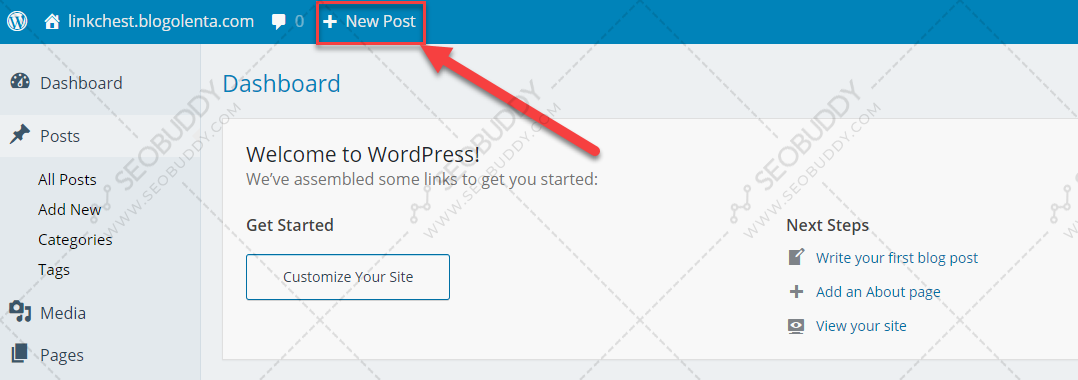 linkchest.blogolenta.com 0 + New Post
Dashboard
Dashboard
Posts
Welcome to WordPress!
We've assembled some links to get you started:
All Posts
Add New
Categories
Tags
Get Started
Customize Your Site
Next Steps
Write your first blog post
Add an About page
View your site
Media
Pages
SEOBUDDY
WWW.SEOBUDDY.COM
SEOBUDDY
WWW.SEOBUDDY.COM
SEOBUDDY
WWW.SEOBUDDY.COM